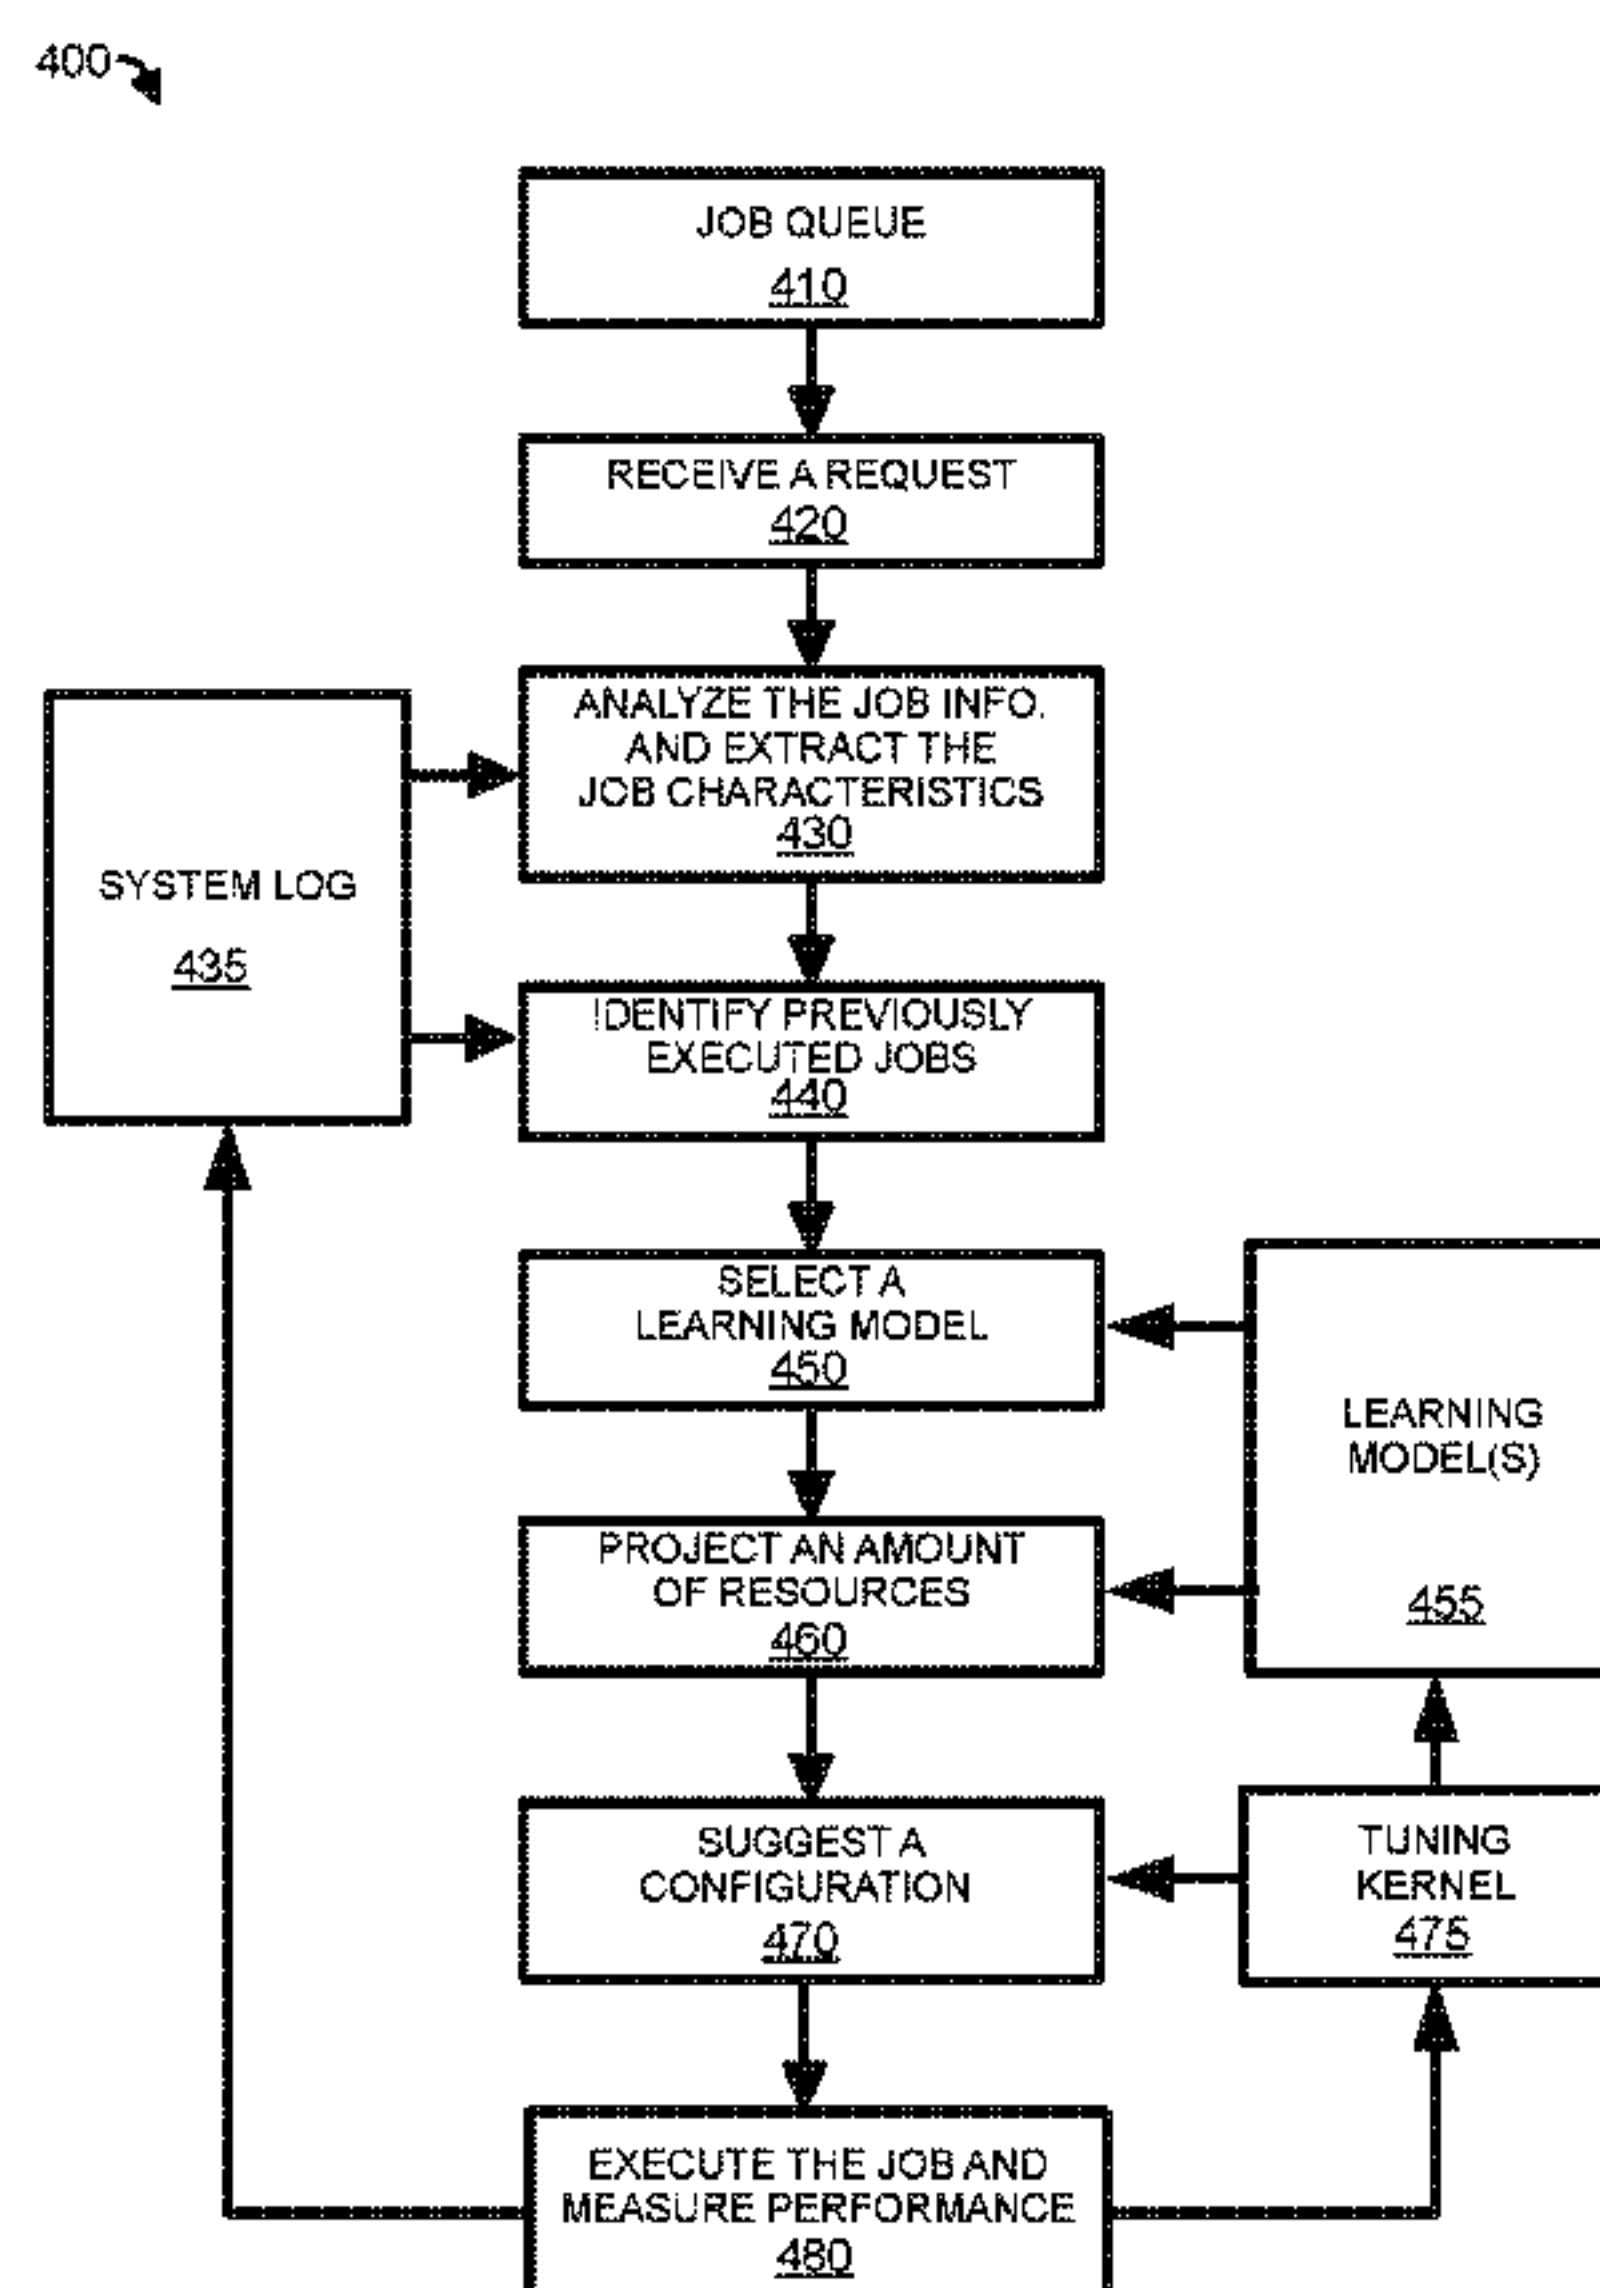 400
JOB QUEUE
410
RECEIVE A REQUEST
420
ANALYZE THE JOB INFO.
AND EXTRACT THE
JOB CHARACTERISTICS
430
SYSTEM LOG
435
IDENTIFY PREVIOUSLY
EXECUTED JOBS
440
SELECT A
LEARNING MODEL
450
LEARNING
MODEL(S)
455
PROJECT AN AMOUNT
OF RESOURCES
460
SUGGEST A
CONFIGURATION
470
TUNING
KERNEL
475
EXECUTE THE JOB AND
MEASURE PERFORMANCE
480